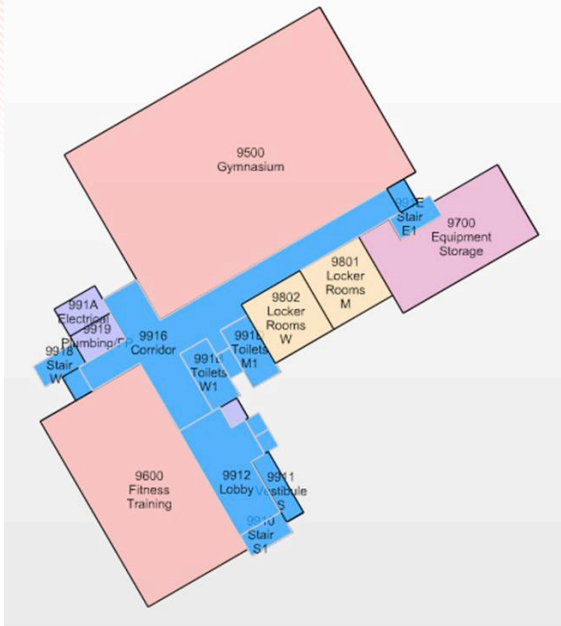 9500
Gymnasium
Stair
E1
9700
Equipment
Storage
9801
Locker
Rooms
M
9802
Locker
Rooms
W
991A
Electrical
9919
9916
Corridor
9918
Stair
Toilets
M1
Toilets
W1
9600
Fitness
Training
9912
Lobby
9911
Vestibule
S
9910
Stair
S1